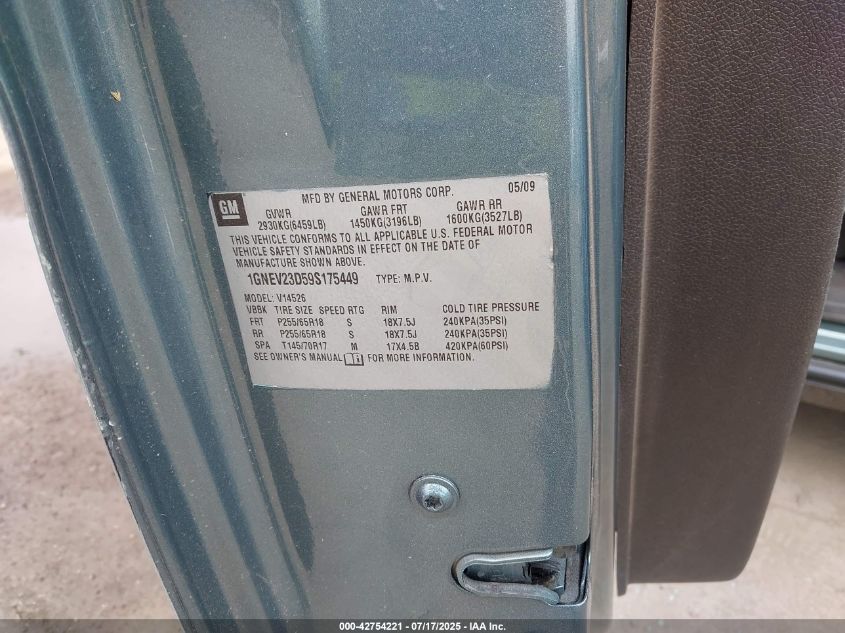 GM
MFD BY GENERAL MOTORS CORP. 05/09
GVWR GAWR FRT GAWR RR
2930KG(6459LB) 1450KG(3196LB) 1600KG(3527LB)
THIS VEHICLE CONFORMS TO ALL APPLICABLE U.S. FEDERAL MOTOR
VEHICLE SAFETY STANDARDS IN EFFECT ON THE DATE OF
MANUFACTURE SHOWN ABOVE.
1GNEV23D59S175449 TYPE: M.P.V.
MODEL: V14526
VBBK TIRE SIZE SPEED RTG RIM COLD TIRE PRESSURE
FRT P255/65R18 S 18X7.5J 240KPA(35PSI)
RR P255/65R18 S 18X7.5J 240KPA(35PSI)
SPA T145/70R17 M 17X4.5B 420KPA(60PSI)
SEE OWNER'S MANUAL FOR MORE INFORMATION.
000-42754221 - 07/17/2025 - IAA Inc.